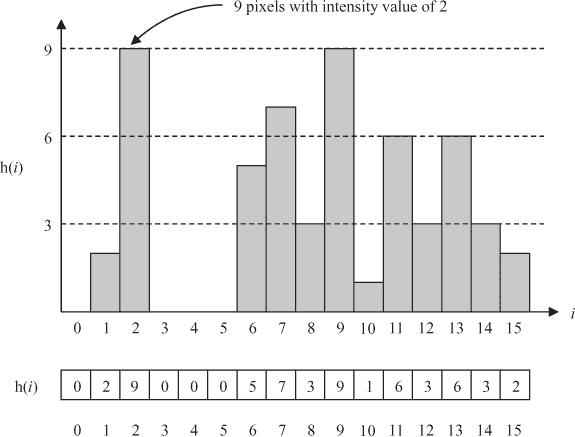 9 pixels with intensity value of 2
9
6
h(i)
3
0 1 2 3 4 5 6 7 8 9 10 11 12 13 14 15 i
h(i) 0 2 9 0 0 0 5 7 3 9 1 6 3 6 3 2
0 1 2 3 4 5 6 7 8 9 10 11 12 13 14 15